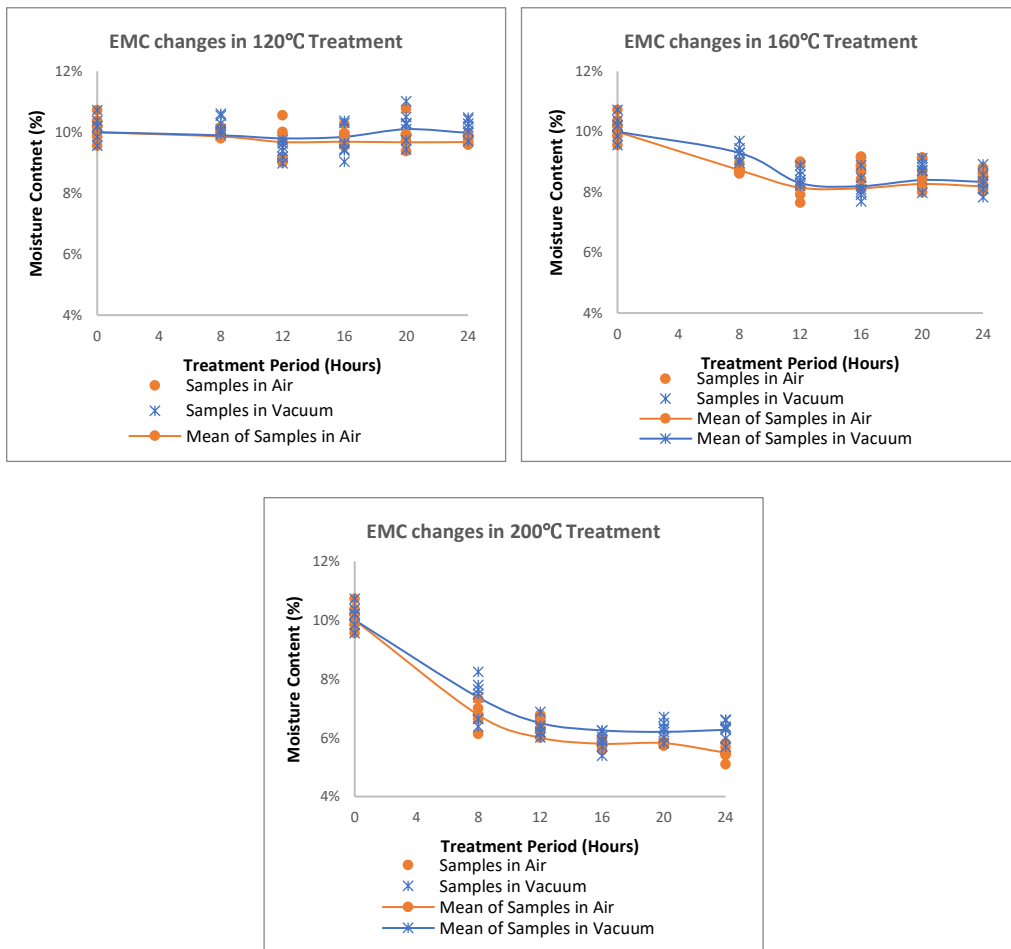 EMC changes in 120℃ Treatment
12%
10%
8%
6%
4%
Moisture Contnet (%)
0 4 8 12 16 20 24
Treatment Period (Hours)
Samples in Air
Samples in Vacuum
Mean of Samples in Air
EMC changes in 160℃ Treatment
12%
10%
8%
6%
4%
Moisture Content (%)
0 4 8 12 16 20 24
Treatment Period (Hours)
Samples in Air
Samples in Vacuum
Mean of Samples in Air
Mean of Samples in Vacuum
EMC changes in 200℃ Treatment
12%
10%
8%
6%
4%
Moisture Content (%)
0 4 8 12 16 20 24
Treatment Period (Hours)
Samples in Air
Samples in Vacuum
Mean of Samples in Air
Mean of Samples in Vacuum